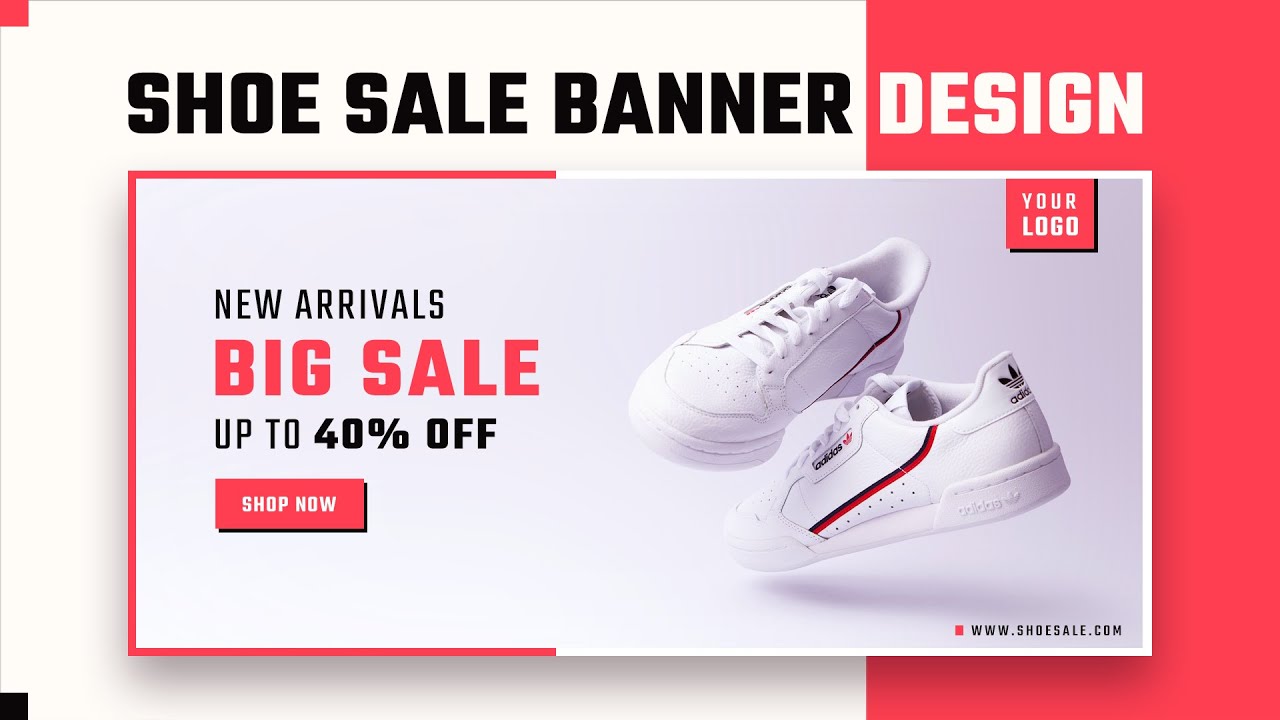 SHOE SALE BANNER DESIGN
YOUR
LOGO
NEW ARRIVALS
BIG SALE
UP TO 40% OFF
SHOP NOW
adidas
adidas
adidas
WWW.SHOESALE.COM